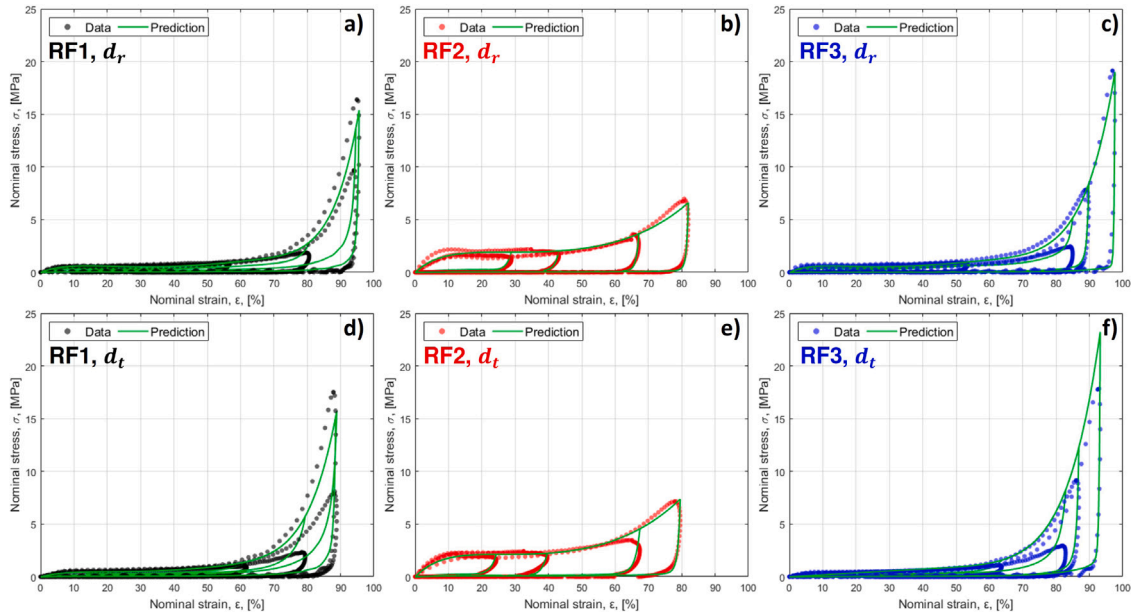 Data Prediction a)
RF1, dr
Nominal stress, σ, [MPa]
25
20
15
10
5
0
0 10 20 30 40 50 60 70 80 90 100
Nominal strain, ε, [%]
Data Prediction b)
RF2, dr
Nominal stress, σ, [MPa]
25
20
15
10
5
0
0 10 20 30 40 50 60 70 80 90 100
Nominal strain, ε, [%]
Data Prediction c)
RF3, dr
Nominal stress, σ, [MPa]
25
20
15
10
5
0
0 10 20 30 40 50 60 70 80 90 100
Nominal strain, ε, [%]
Data Prediction d)
RF1, dt
Nominal stress, σ, [MPa]
25
20
15
10
5
0
0 10 20 30 40 50 60 70 80 90 100
Nominal strain, ε, [%]
Data Prediction e)
RF2, dt
Nominal stress, σ, [MPa]
25
20
15
10
5
0
0 10 20 30 40 50 60 70 80 90 100
Nominal strain, ε, [%]
Data Prediction f)
RF3, dt
Nominal stress, σ, [MPa]
25
20
15
10
5
0
0 10 20 30 40 50 60 70 80 90 100
Nominal strain, ε, [%]